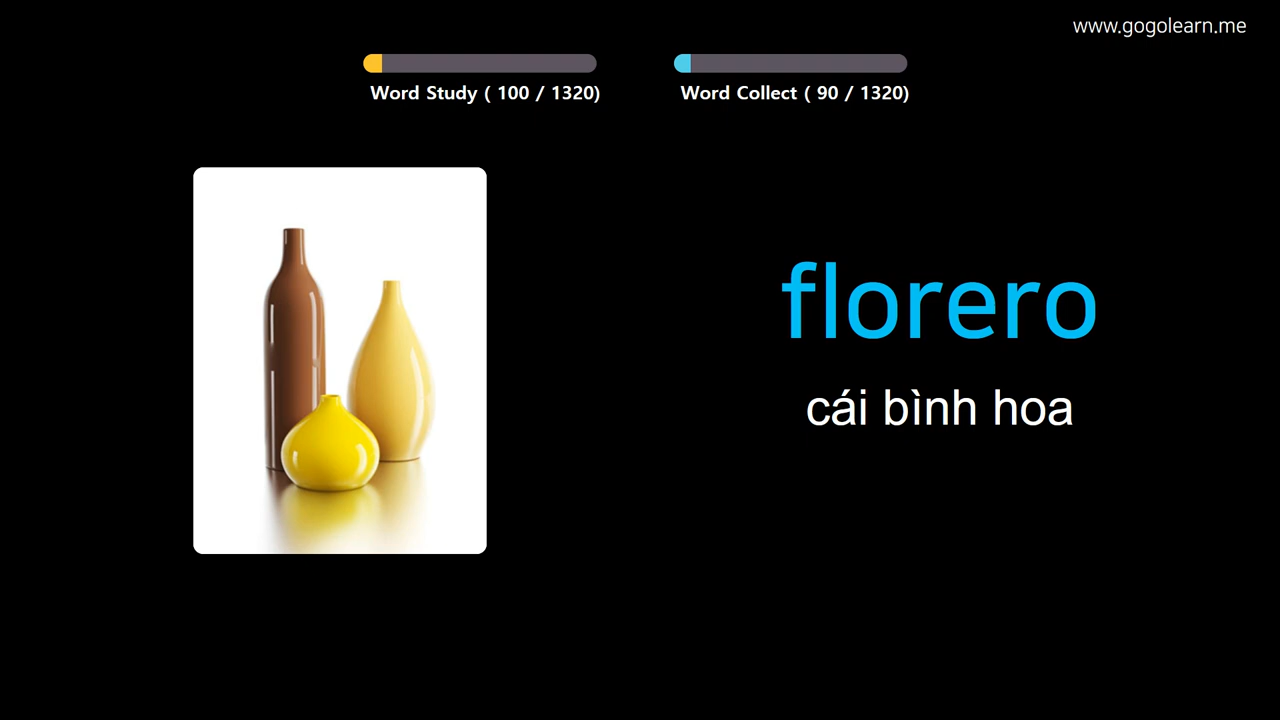 www.gogolearn.me
Word Study ( 100 / 1320)
Word Collect ( 90 / 1320)
florero
cái bình hoa